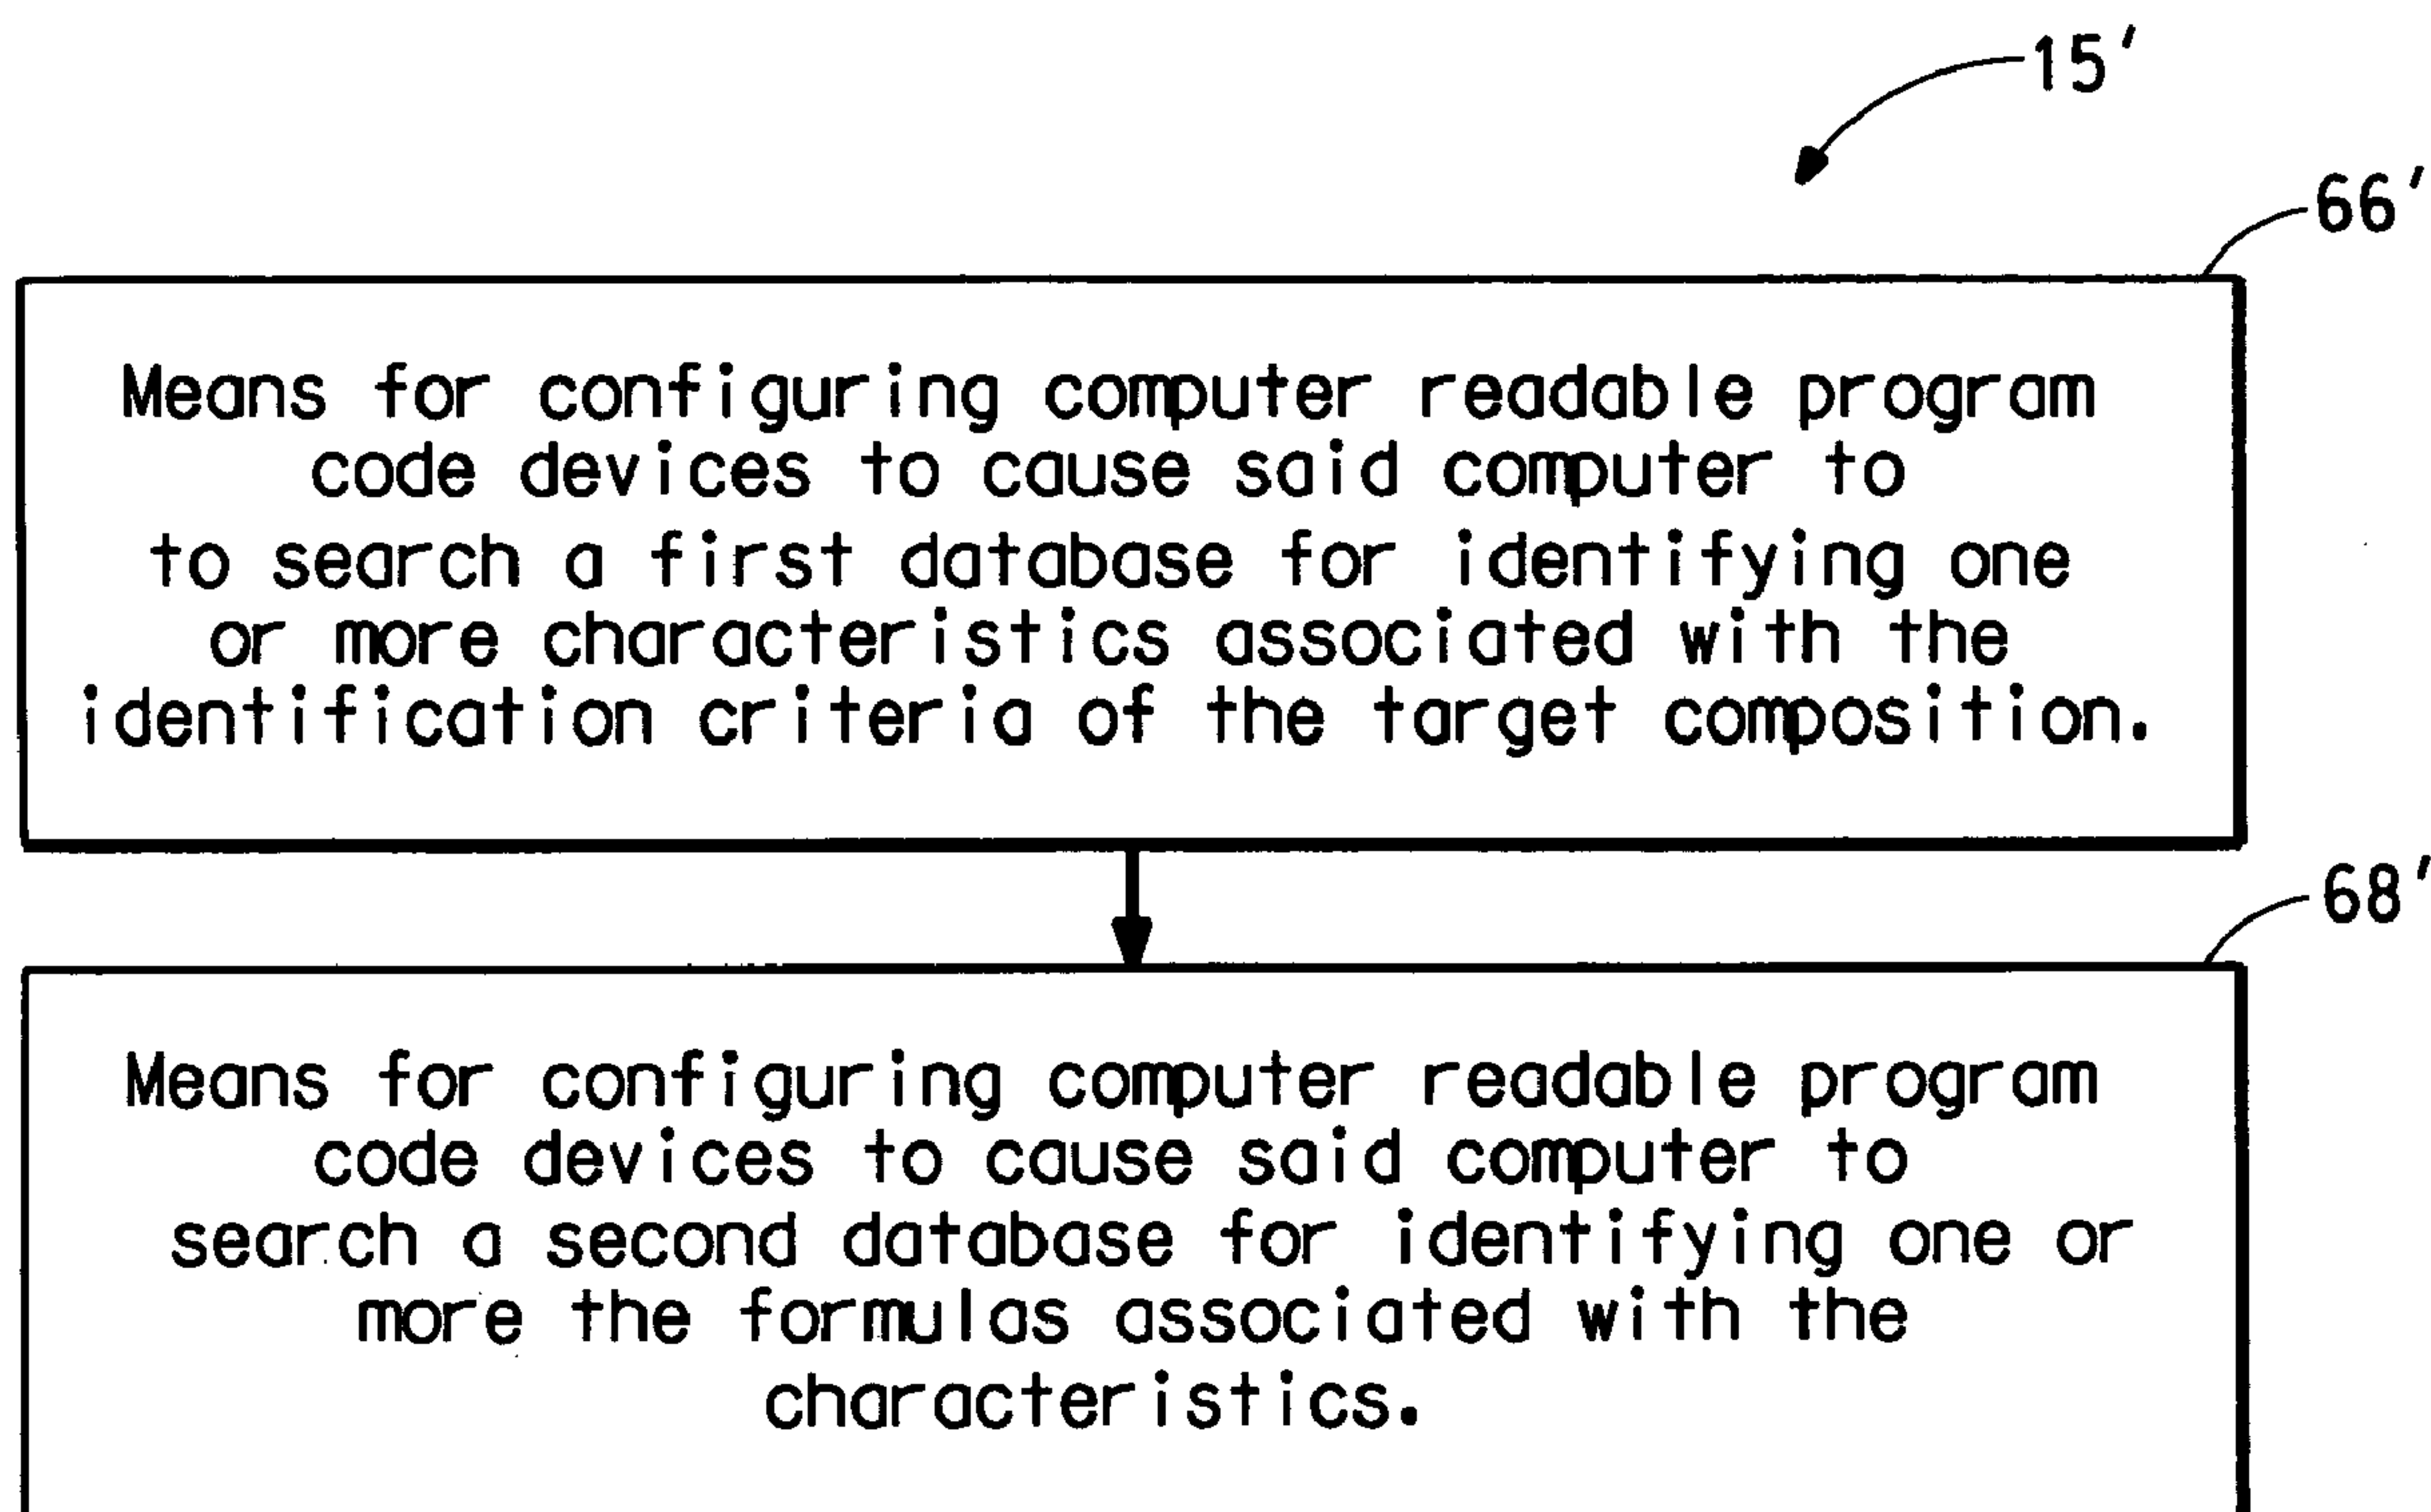 15'
66'
Means for configuring computer readable program
code devices to cause said computer to
to search a first database for identifying one
or more characteristics associated with the
identification criteria of the target composition.
68'
Means for configuring computer readable program
code devices to cause said computer to
search a second database for identifying one or
more the formulas associated with the
characteristics.